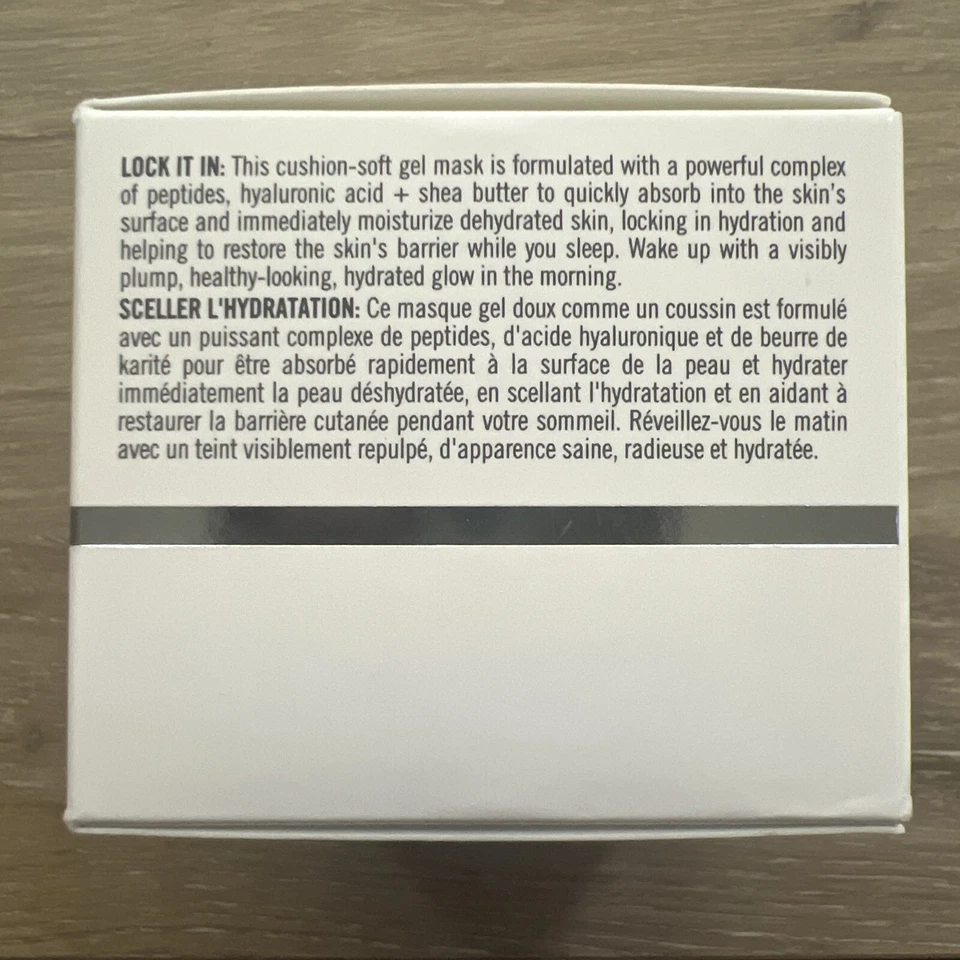 LOCK IT IN: This cushion-soft gel mask is formulated with a powerful complex
of peptides, hyaluronic acid + shea butter to quickly absorb into the skin's
surface and immediately moisturize dehydrated skin, locking in hydration and
helping to restore the skin's barrier while you sleep. Wake up with a visibly
plump, healthy-looking, hydrated glow in the morning.
SCELLER L'HYDRATATION: Ce masque gel doux comme un coussin est formulé
avec un puissant complexe de peptides, d'acide hyaluronique et de beurre de
karité pour être absorbé rapidement à la surface de la peau et hydrater
immédiatement la peau déshydratée, en scellant l'hydratation et en aidant à
restaurer la barrière cutanée pendant votre sommeil. Réveillez-vous le matin
avec un teint visiblement repulpé, d'apparence saine, radieuse et hydratée.